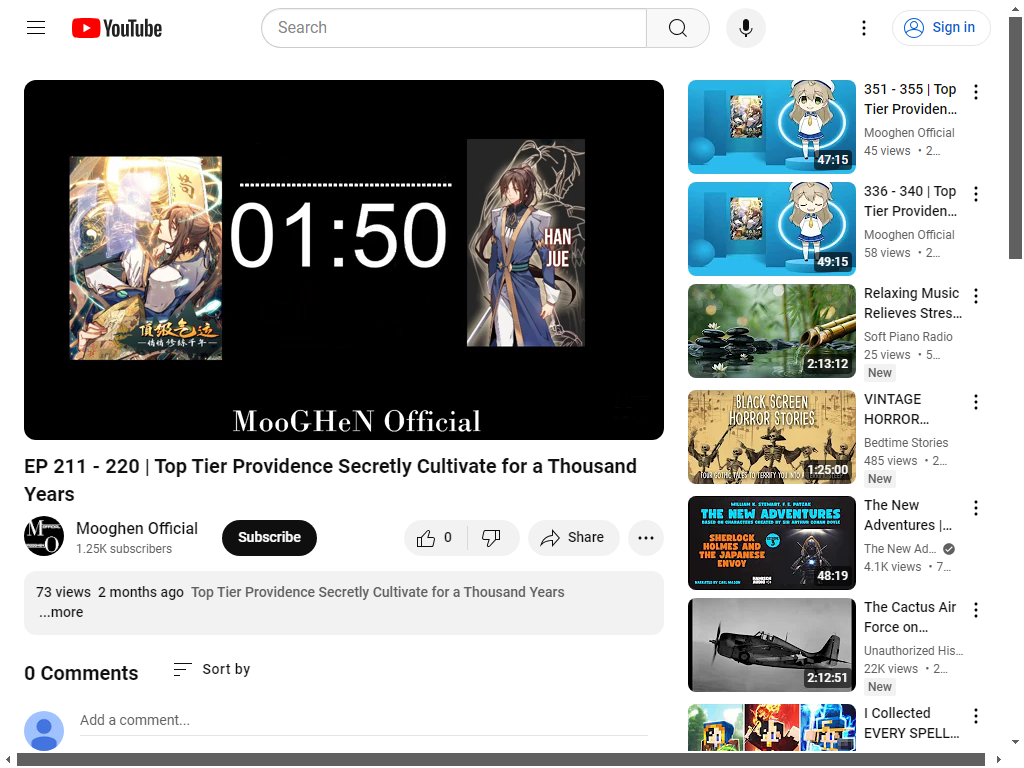 YouTube
Search
Sign in
01:50
HAN
JUE
頂级气运
悄悄修练千年
MooGHeN Official
EP 211 - 220 | Top Tier Providence Secretly Cultivate for a Thousand
Years
Mooghen Official
1.25K subscribers
Subscribe
0
Share
73 views 2 months ago Top Tier Providence Secretly Cultivate for a Thousand Years
...more
0 Comments
Sort by
Add a comment...
47:15
351 - 355 | Top
Tier Providen...
Mooghen Official
45 views • 2...
49:15
336 - 340 | Top
Tier Providen...
Mooghen Official
58 views • 2...
2:13:12
Relaxing Music
Relieves Stres...
Soft Piano Radio
25 views • 5...
New
BLACK SCREEN
HORROR STORIES
1:25:00
VINTAGE
HORROR...
Bedtime Stories
485 views • 2...
New
WILLIAM K. STEWART, F. E. PATZAK
THE NEW ADVENTURES
BASED ON CHARACTERS CREATED BY SIR ARTHUR CONAN DOYLE
SHERLOCK
HOLMES AND
THE JAPANESE
ENVOY
48:19
The New
Adventures |...
The New Ad...
4.1K views • 7...
2:12:51
The Cactus Air
Force on...
Unauthorized His...
22K views • 2...
New
I Collected
EVERY SPELL...